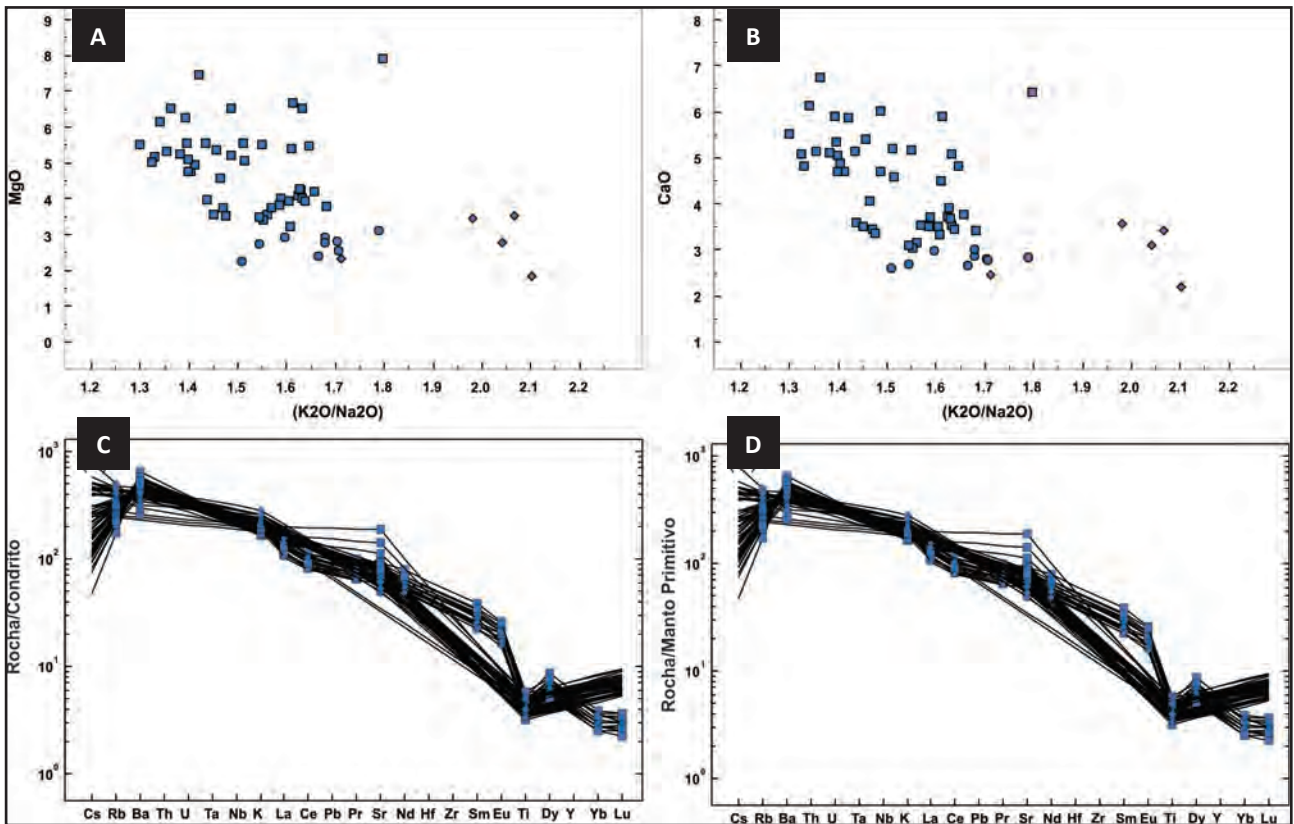 A
MgO
9
8
7
6
5
4
3
2
1
0
1.2 1.3 1.4 1.5 1.6 1.7 1.8 1.9 2.0 2.1 2.2
(K2O/Na2O)
B
CaO
8
7
6
5
4
3
2
1
1.2 1.3 1.4 1.5 1.6 1.7 1.8 1.9 2.0 2.1 2.2
(K2O/Na2O)
C
Rocha/Condrito
10³
10²
10¹
10⁰
Cs Rb Ba Th U Ta Nb K La Ce Pb Pr Sr Nd Hf Zr Sm Eu Ti Dy Y Yb Lu
D
Rocha/Manto Primitivo
10³
10²
10¹
10⁰
Cs Rb Ba Th U Ta Nb K La Ce Pb Pr Sr Nd Hf Zr Sm Eu Ti Dy Y Yb Lu